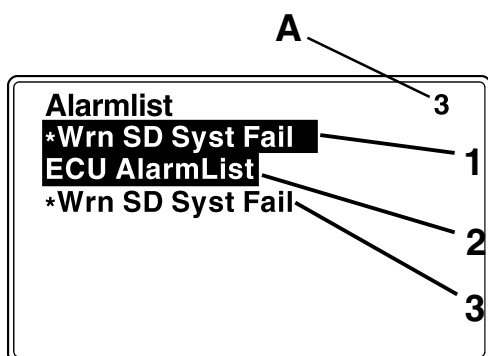 A
Alarmlist 3
*Wrn SD Syst Fail
1
ECU AlarmList
*Wrn SD Syst Fail
2
3